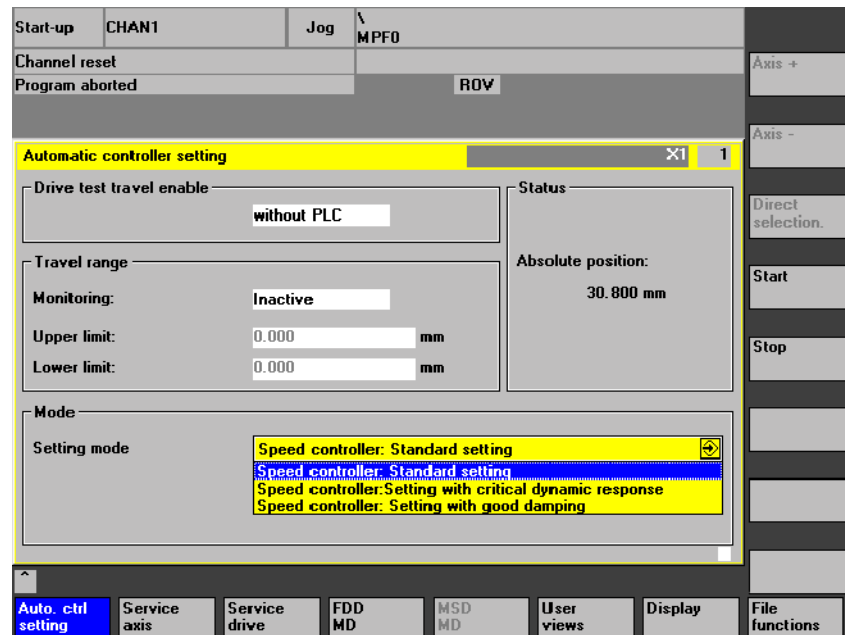 Start-up CHAN1 Jog \
MPF0
Channel reset
Program aborted ROV
Axis +
Axis -
Automatic controller setting X1 1
Drive test travel enable
without PLC
Status
Direct
selection.
Travel range
Absolute position:
Monitoring: Inactive
30.800 mm
Start
Upper limit: 0.000 mm
Lower limit: 0.000 mm
Stop
Mode
Setting mode Speed controller: Standard setting
Speed controller: Standard setting
Speed controller:Setting with critical dynamic response
Speed controller: Setting with good damping
^
Auto. ctrl
setting
Service
axis
Service
drive
FDD
MD
MSD
MD
User
views
Display
File
functions